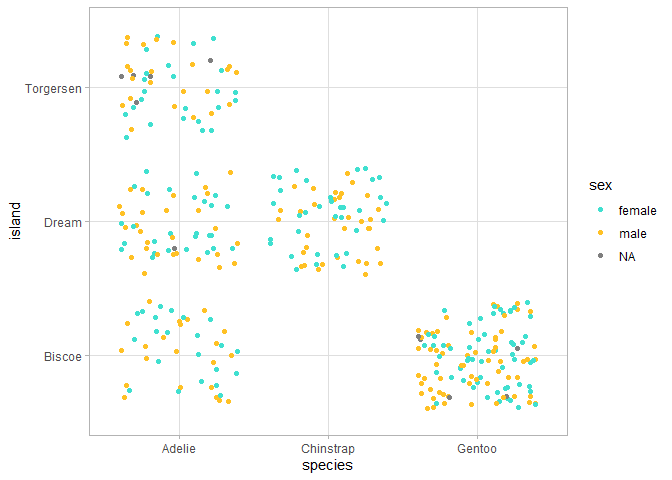 Torgersen
Dream
Biscoe
island
Adelie
Chinstrap
Gentoo
species
sex
female
male
NA